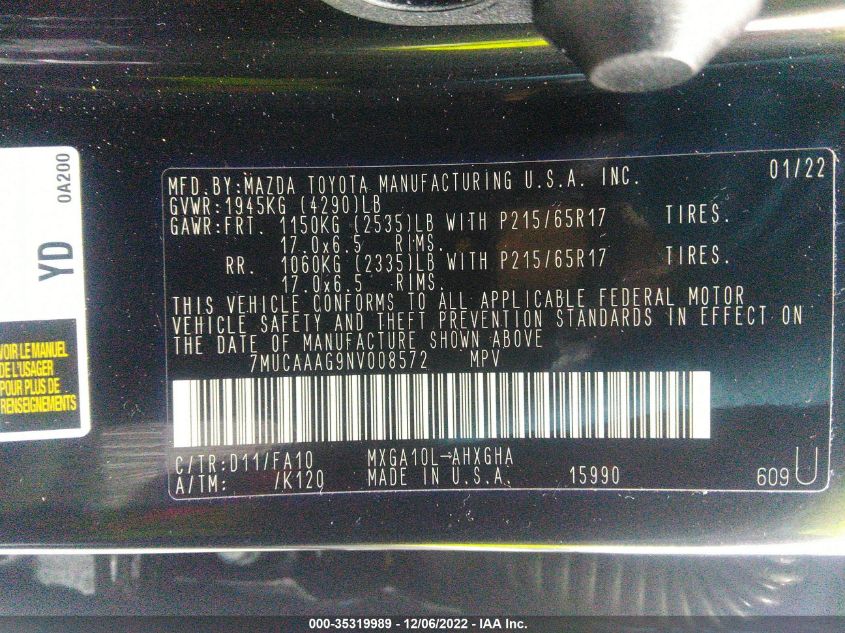 0A200
YD
VOIR LE MANUEL
DE L'USAGER
POUR PLUS DE
RENSEIGNEMENTS
MFD.BY:MAZDA TOYOTA MANUFACTURING U.S.A. INC. 01/22
GVWR:1945KG (4290)LB
GAWR:FRT. 1150KG (2535)LB WITH P215/65R17 TIRES.
17.0x6.5 RIMS.
RR. 1060KG (2335)LB WITH P215/65R17 TIRES.
17.0x6.5 RIMS.
THIS VEHICLE CONFORMS TO ALL APPLICABLE FEDERAL MOTOR
VEHICLE SAFETY AND THEFT PREVENTION STANDARDS IN EFFECT ON
THE DATE OF MANUFACTURE SHOWN ABOVE
7MUCAAAG9NV008572 MPV
C/TR:D11/FA10 MXGA10L-AHXGHA
A/TM: /K120 MADE IN U.S.A. 15990 609U
000-35319989 - 12/06/2022 - IAA Inc.